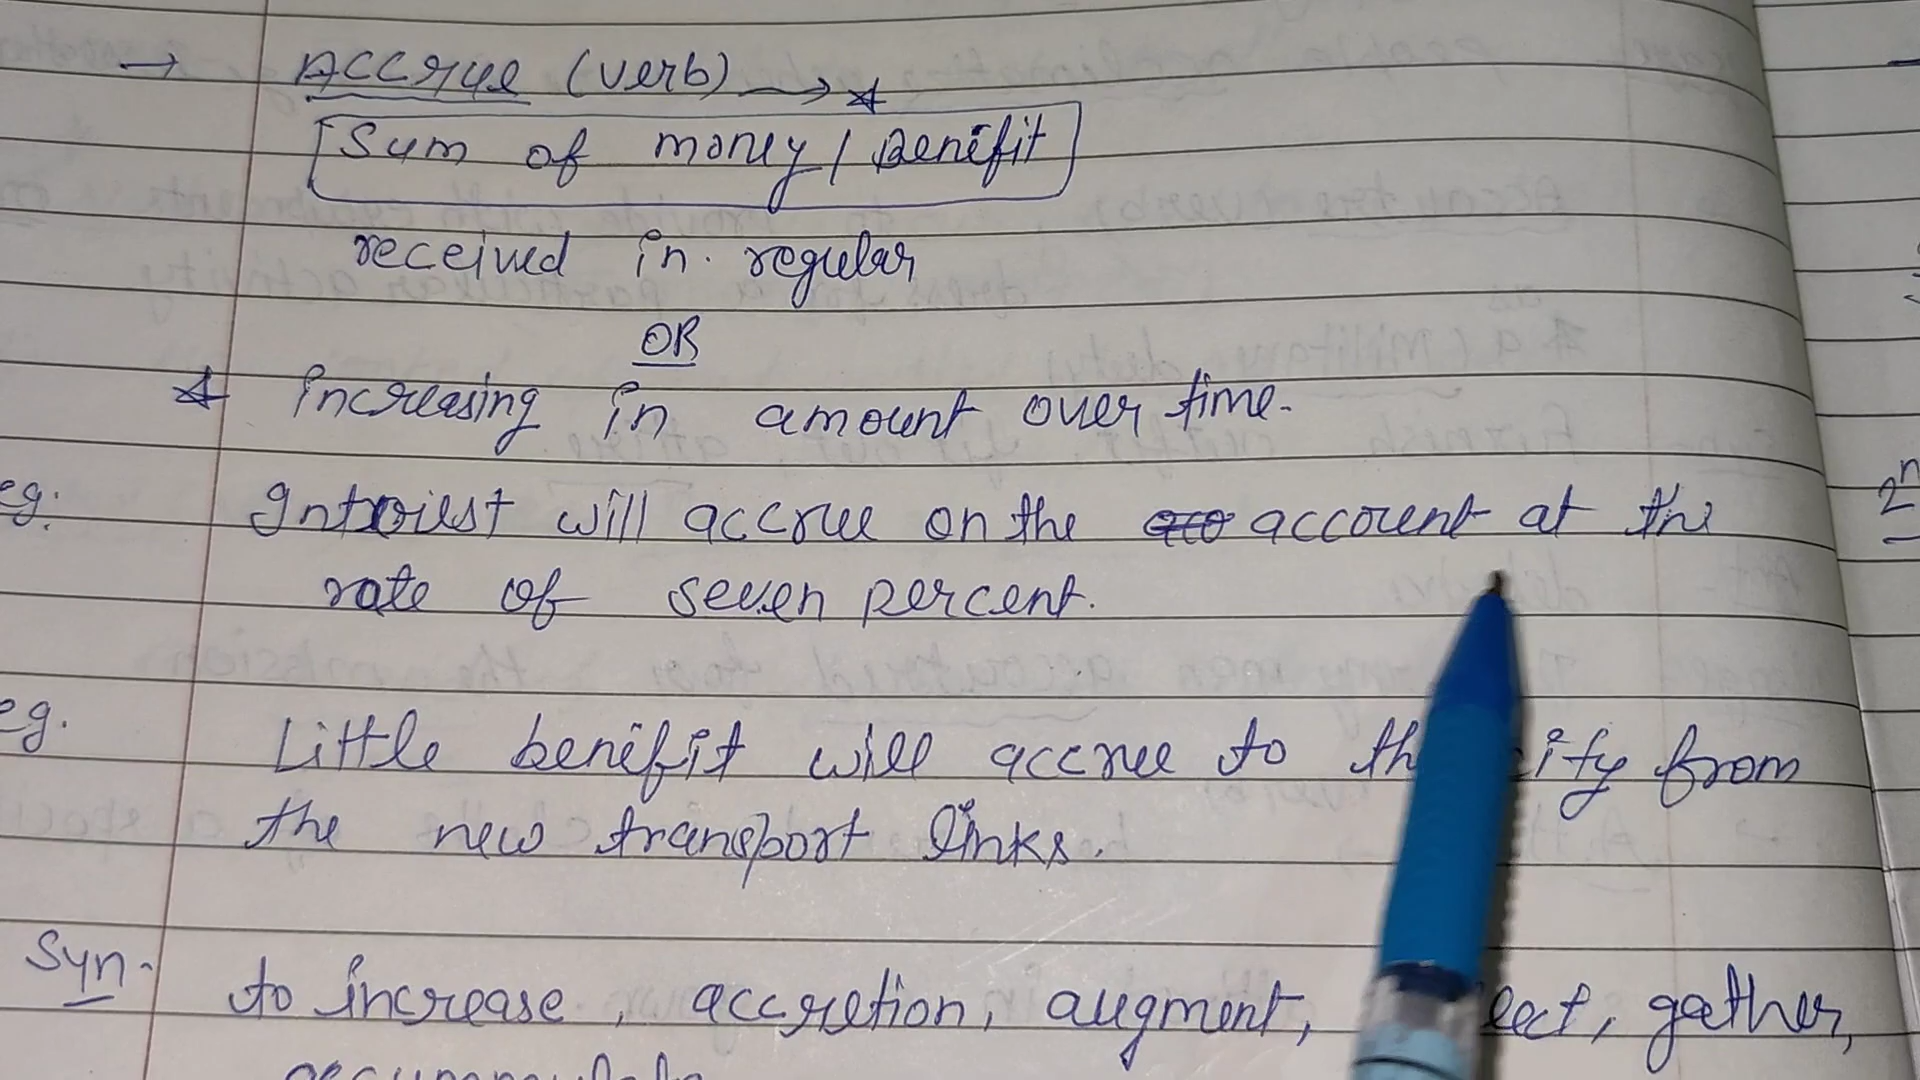 → Accrue (verb) →
Sum of money / Benefit
received in regular
OR
increasing in amount over time.
eg: Interest will accrue on the account at the
rate of seven percent.
eg. Little benefit will accrue to the city from
the new transport links.
Syn. to increase, accretion, augment, gather,